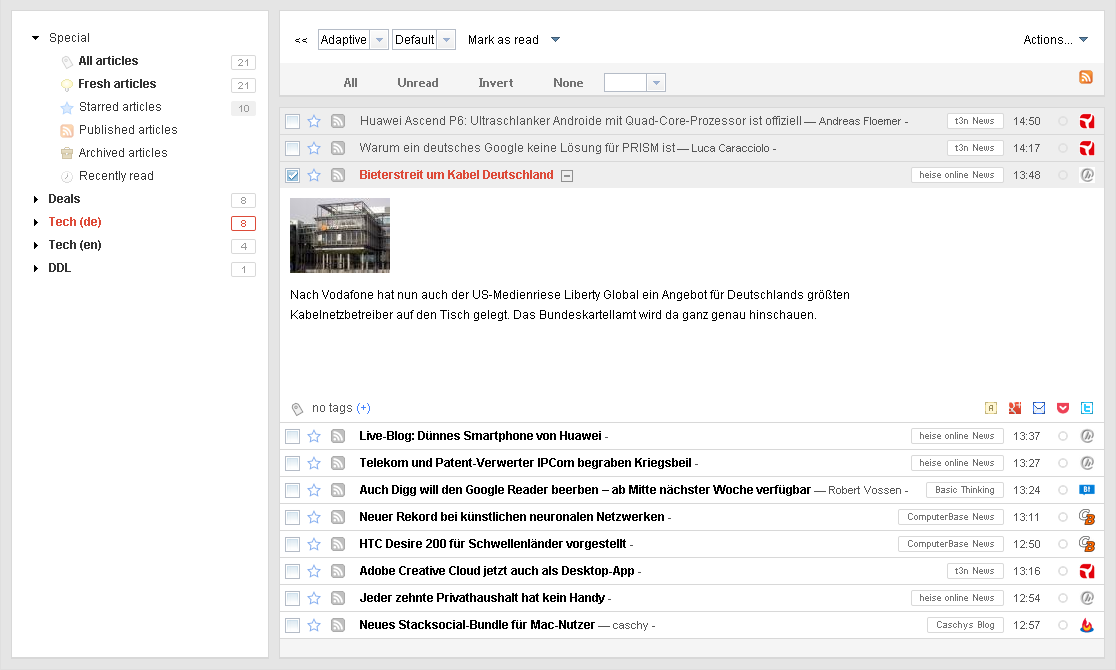 Special
All articles 21
Fresh articles 21
Starred articles 10
Published articles
Archived articles
Recently read
Deals 8
Tech (de) 8
Tech (en) 4
DDL 1
<< Adaptive Default Mark as read Actions...
All Unread Invert None
Huawei Ascend P6: Ultraschlanker Androide mit Quad-Core-Prozessor ist offiziell — Andreas Floemer - t3n News 14:50
Warum ein deutsches Google keine Lösung für PRISM ist — Luca Caracciolo - t3n News 14:17
Bieterstreit um Kabel Deutschland heise online News 13:48
Nach Vodafone hat nun auch der US-Medienriese Liberty Global ein Angebot für Deutschlands größten
Kabelnetzbetreiber auf den Tisch gelegt. Das Bundeskartellamt wird da ganz genau hinschauen.
no tags (+)
Live-Blog: Dünnes Smartphone von Huawei - heise online News 13:37
Telekom und Patent-Verwerter IPCom begraben Kriegsbeil - heise online News 13:27
Auch Digg will den Google Reader beerben – ab Mitte nächster Woche verfügbar — Robert Vossen - Basic Thinking 13:24
Neuer Rekord bei künstlichen neuronalen Netzwerken - ComputerBase News 13:11
HTC Desire 200 für Schwellenländer vorgestellt - ComputerBase News 12:50
Adobe Creative Cloud jetzt auch als Desktop-App - t3n News 13:16
Jeder zehnte Privathaushalt hat kein Handy - heise online News 12:54
Neues Stacksocial-Bundle für Mac-Nutzer — caschy - Caschys Blog 12:57